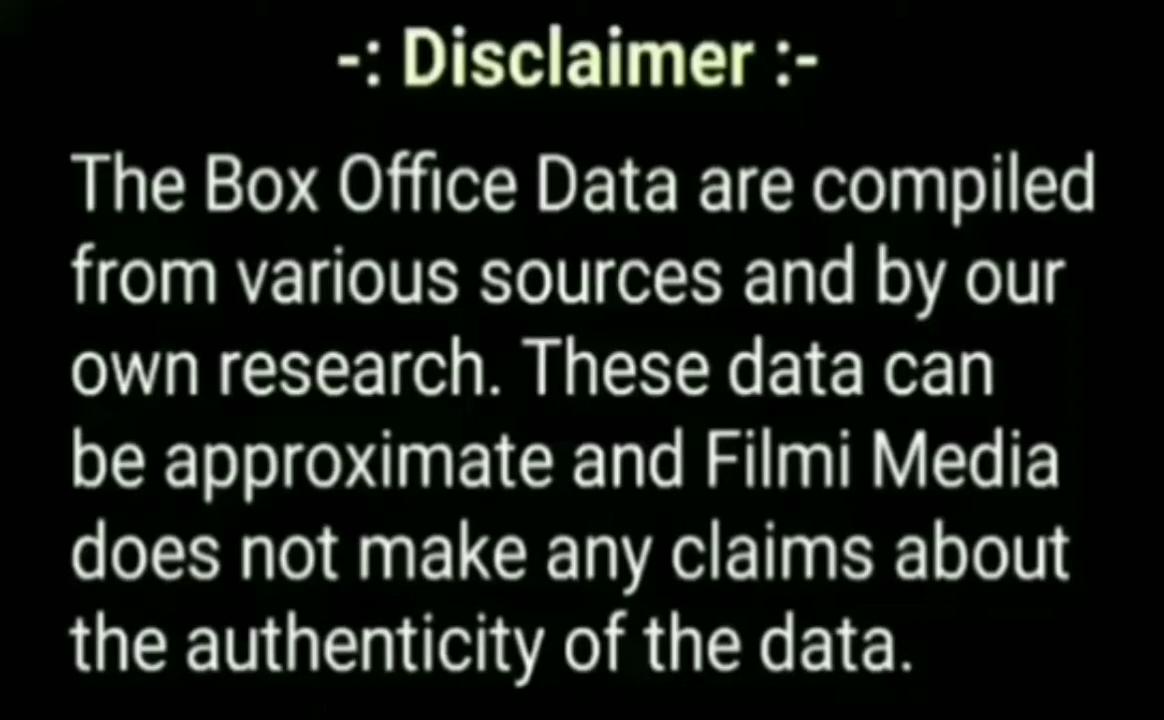 -: Disclaimer :-
The Box Office Data are compiled
from various sources and by our
own research. These data can
be approximate and Filmi Media
does not make any claims about
the authenticity of the data.